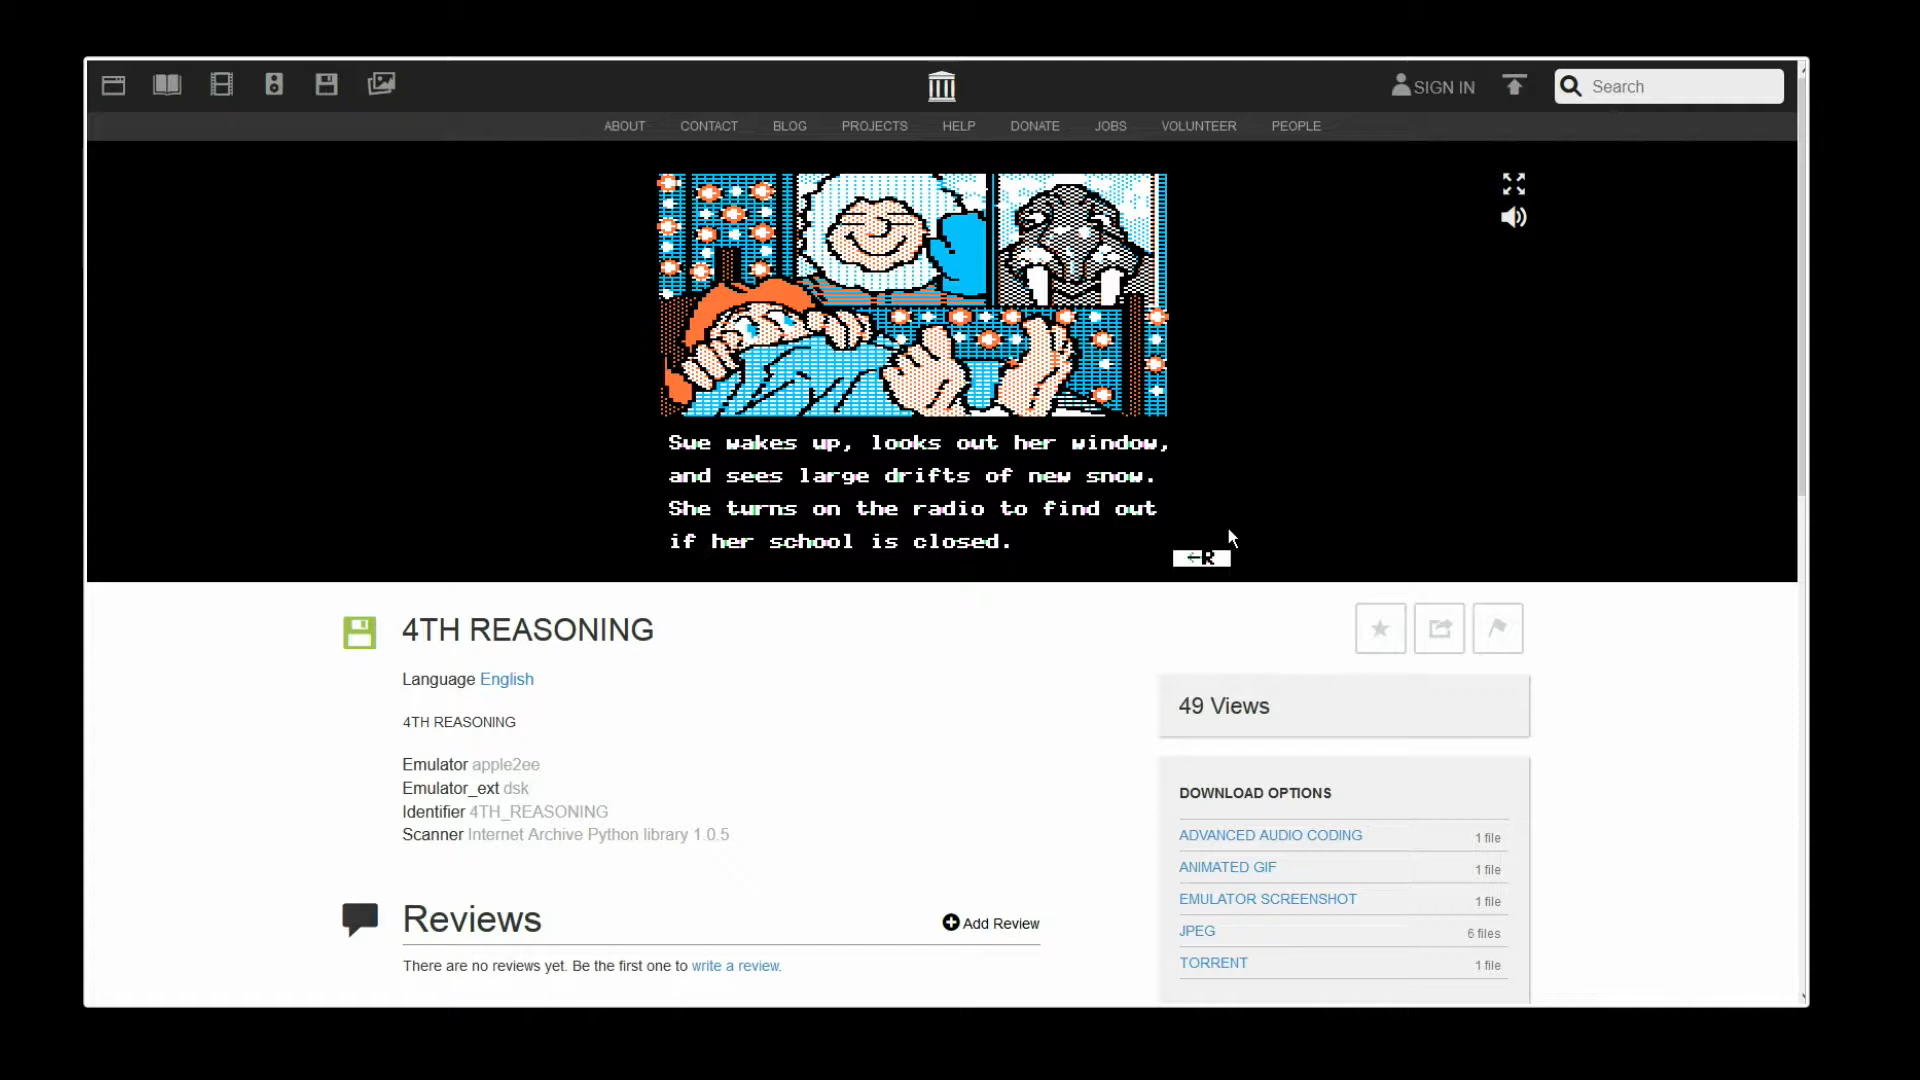 SIGN IN
Search
ABOUT CONTACT BLOG PROJECTS HELP DONATE JOBS VOLUNTEER PEOPLE
Sue wakes up, looks out her window,
and sees large drifts of new snow.
She turns on the radio to find out
if her school is closed.
←R
4TH REASONING
Language English
4TH REASONING
Emulator apple2ee
Emulator_ext dsk
Identifier 4TH_REASONING
Scanner Internet Archive Python library 1.0.5
Reviews
Add Review
There are no reviews yet. Be the first one to write a review.
49 Views
DOWNLOAD OPTIONS
ADVANCED AUDIO CODING 1 file
ANIMATED GIF 1 file
EMULATOR SCREENSHOT 1 file
JPEG 6 files
TORRENT 1 file